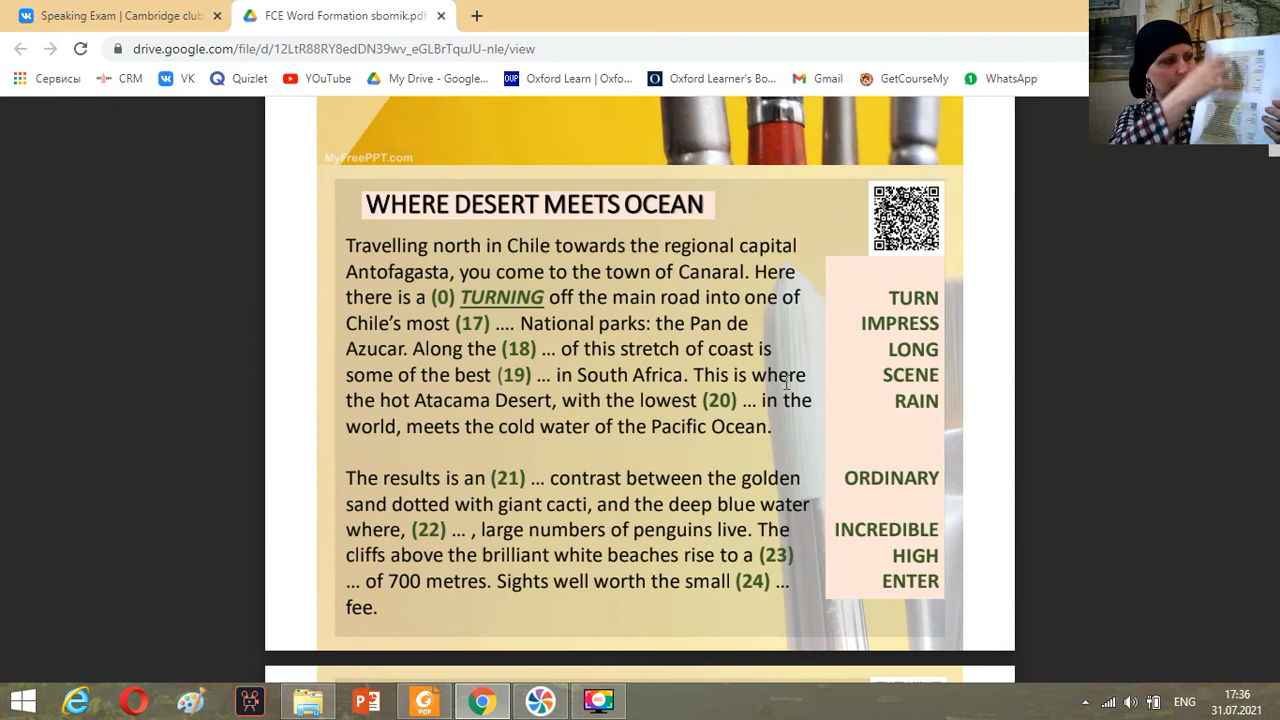 Speaking Exam | Cambridge club
FCE Word Formation sbornik.pdf
drive.google.com/file/d/12LtR88RY8edDN39wv_eGLBrTquJU-nle/view
Сервисы CRM VK Quizlet YouTube My Drive - Google... OUP Oxford Learn | (Oxfo... Oxford Learner's Bo... Gmail GetCourseMy WhatsApp
MyFreePPT.com
WHERE DESERT MEETS OCEAN
Travelling north in Chile towards the regional capital
Antofagasta, you come to the town of Canaral. Here
there is a (0) TURNING off the main road into one of
Chile's most (17) .... National parks: the Pan de
Azucar. Along the (18) ... of this stretch of coast is
some of the best (19) ... in South Africa. This is where
the hot Atacama Desert, with the lowest (20) ... in the
world, meets the cold water of the Pacific Ocean.
The results is an (21) ... contrast between the golden
sand dotted with giant cacti, and the deep blue water
where, (22) ... , large numbers of penguins live. The
cliffs above the brilliant white beaches rise to a (23)
... of 700 metres. Sights well worth the small (24) ...
fee.
TURN
IMPRESS
LONG
SCENE
RAIN
ORDINARY
INCREDIBLE
HIGH
ENTER
PDF
ENG
17:36
31.07.2021